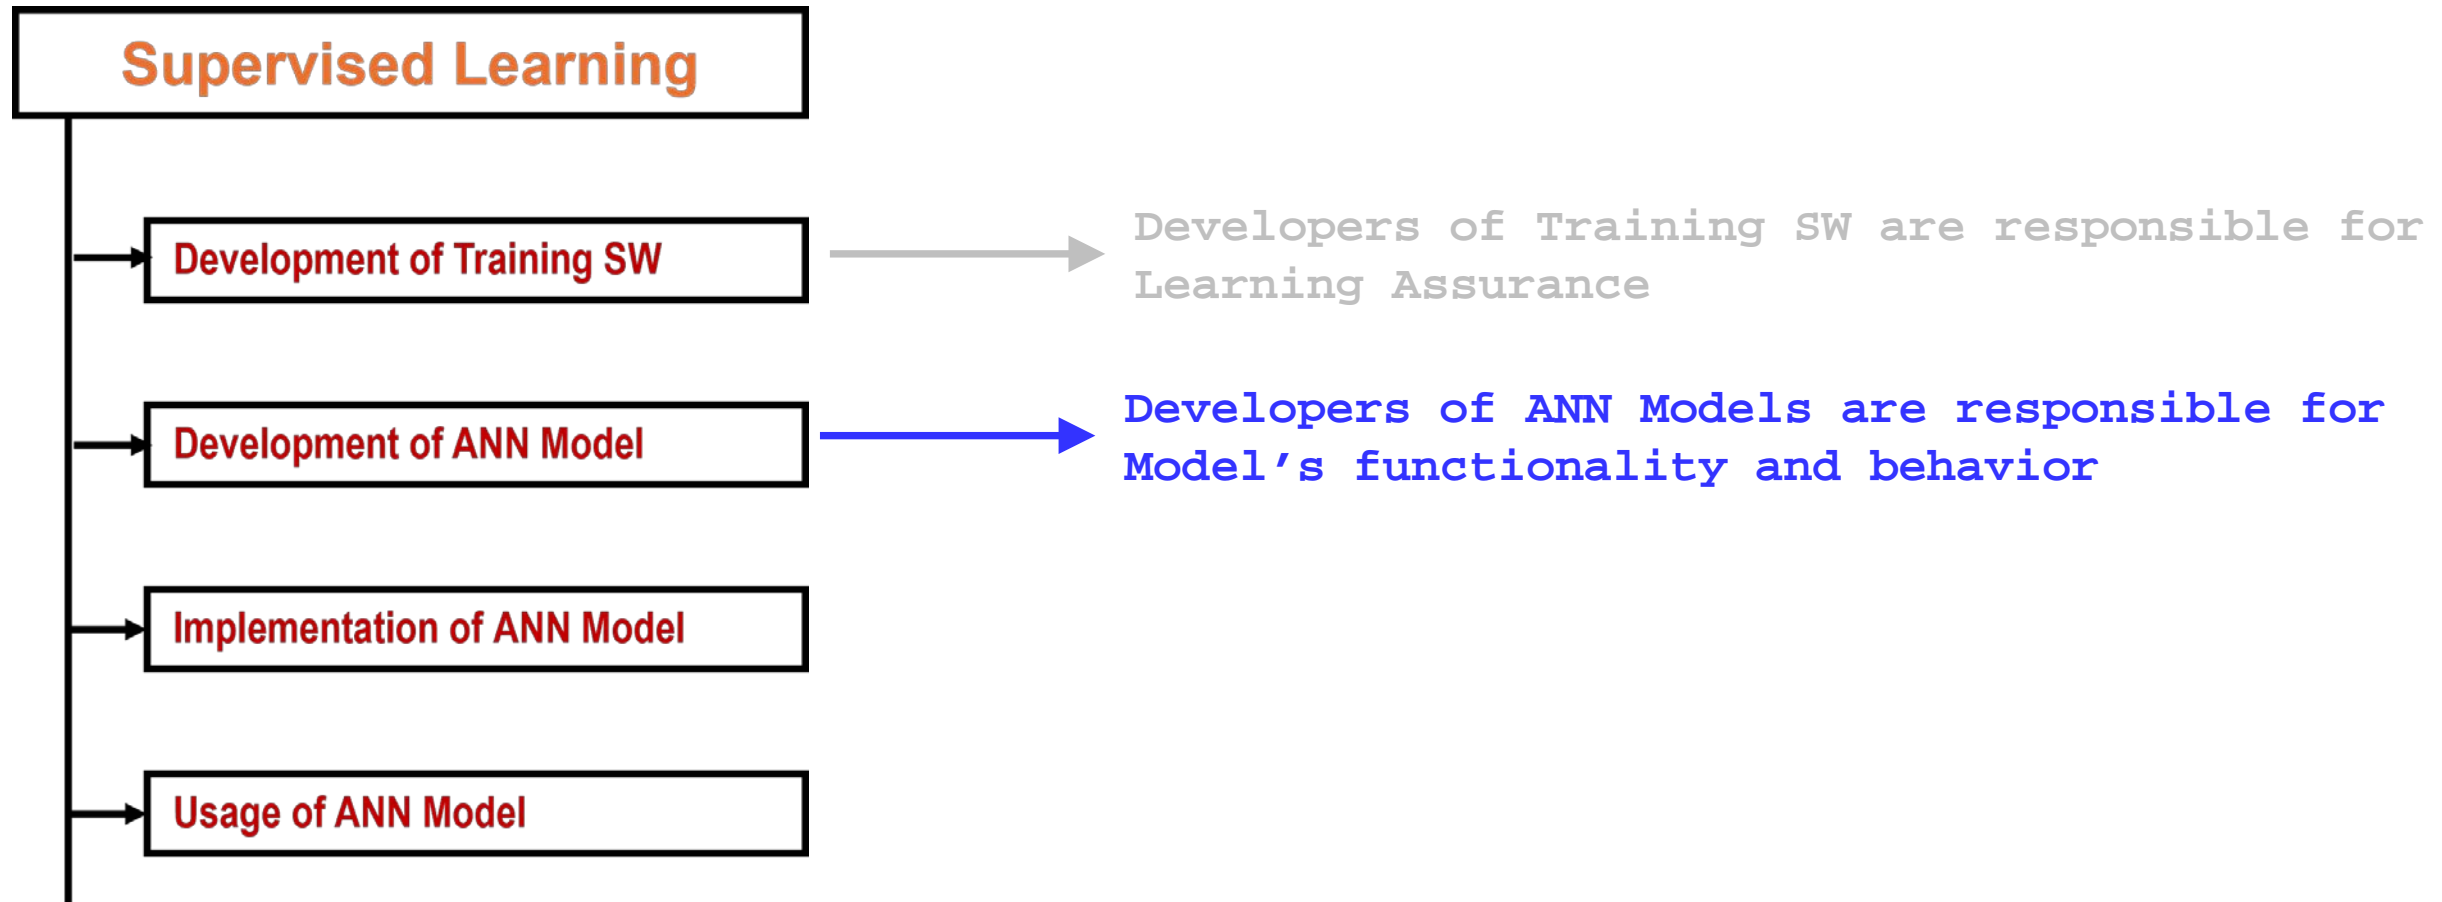 Supervised Learning
Development of Training SW
Developers of Training SW are responsible for
Learning Assurance
Development of ANN Model
Developers of ANN Models are responsible for
Model’s functionality and behavior
Implementation of ANN Model
Usage of ANN Model